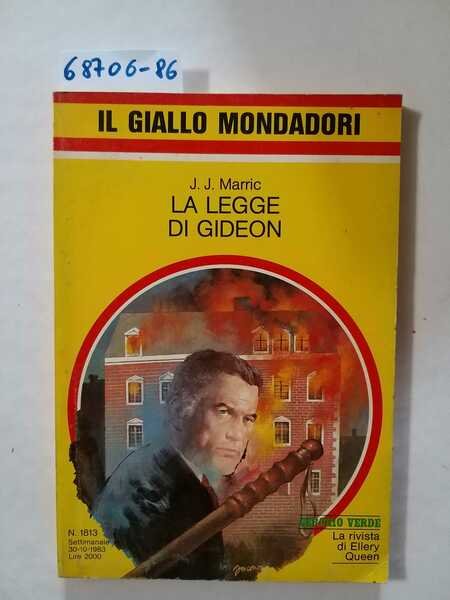 68706-86
IL GIALLO MONDADORI
J. J. Marric
LA LEGGE
DI GIDEON
N. 1813
Settimanale
30-10-1983
Lire 2000
VERDE
La rivista
di Ellery
Queen